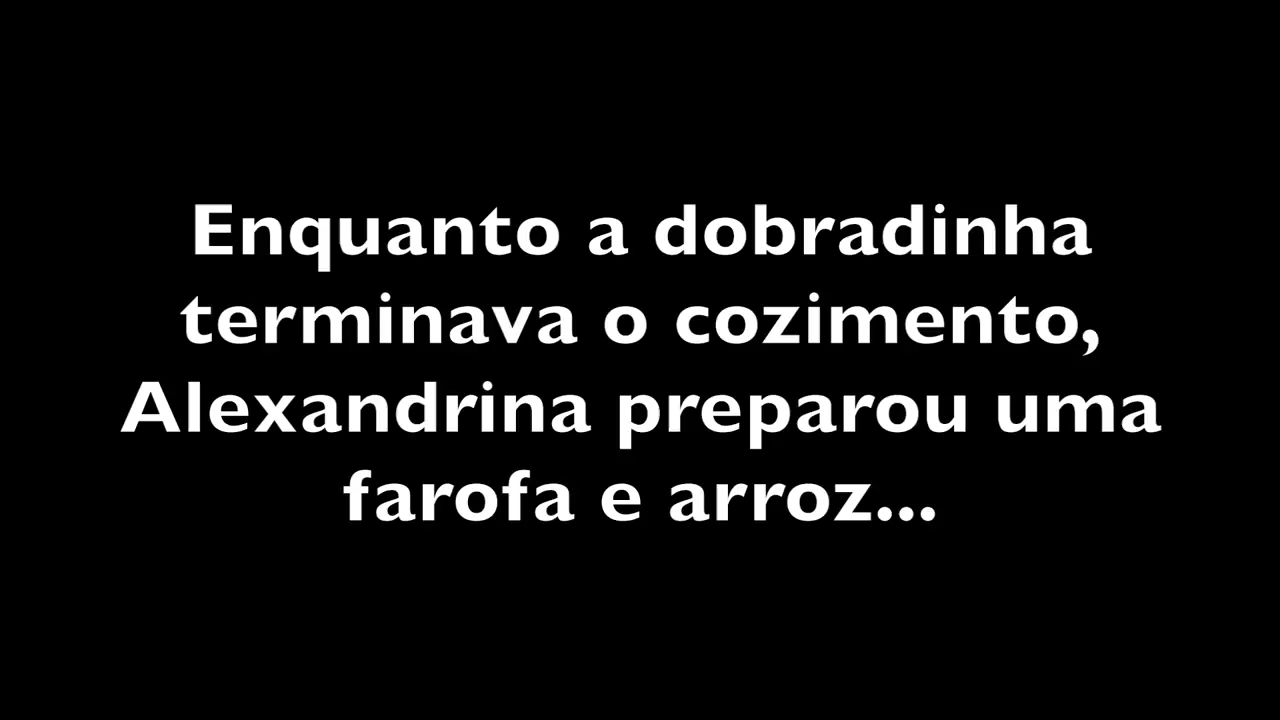 Enquanto a dobradinha
terminava o cozimento,
Alexandrina preparou uma
farofa e arroz...